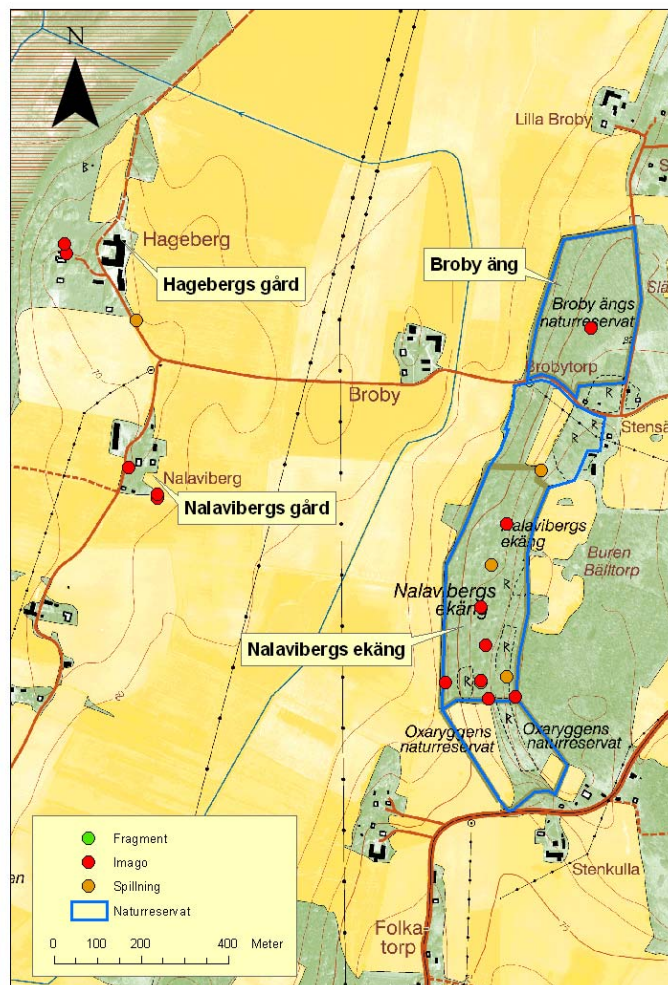 N
Lilla Broby
Hageberg
Hagebergs gård
Broby äng
Broby ängs
naturreservat
Slä
Brobytorp
Broby
Stensä
Nalaviberg
Nalavibergs gård
Nalavibergs
ekäng
Buren
Bälltorp
Nalavibergs
ekäng
Nalavibergs ekäng
Oxaryggens
naturreservat
Oxaryggens
naturreservat
Fragment
Imago
Spillning
Naturreservat
0 100 200 400 Meter
en
Stenkulla
Folka-
torp